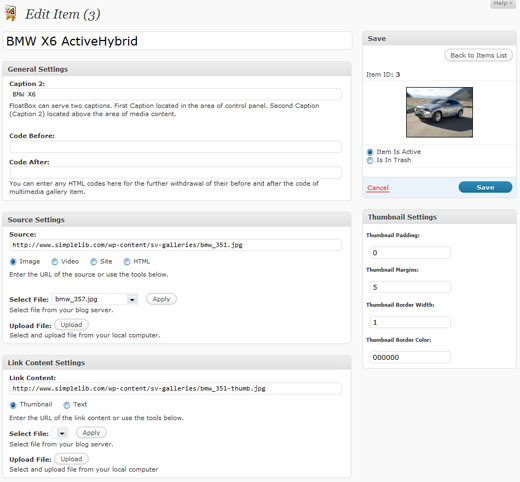 Help
Edit Item (3)
BMW X6 ActiveHybrid
General Settings
Caption 2:
BMW X6
FloatBox can serve two captions. First Caption located in the area of control panel. Second Caption
(Caption 2) located above the area of media content.
Code Before:
Code After:
You can enter any HTML codes here for the further withdrawal of their before and after the code of
multimedia gallery item.
Source Settings
Source:
http://www.simplelib.com/wp-content/sv-galleries/bmw_351.jpg
Image Video Site HTML
Enter the URL of the source or use the tools below.
Select File: bmw_357.jpg Apply
Select file from your blog server.
Upload File: Upload
Select and upload file from your local computer.
Link Content Settings
Link Content:
http://www.simplelib.com/wp-content/sv-galleries/bmw_351-thumb.jpg
Thumbnail Text
Enter the URL of the link content or use the tools below.
Select File: Apply
Select file from your blog server.
Upload File: Upload
Select and upload file from your local computer
Save
Back to Items List
Item ID: 3
Item Is Active
Is In Trash
Cancel Save
Thumbnail Settings
Thumbnail Padding:
0
Thumbnail Margins:
5
Thumbnail Border Width:
1
Thumbnail Border Color:
000000